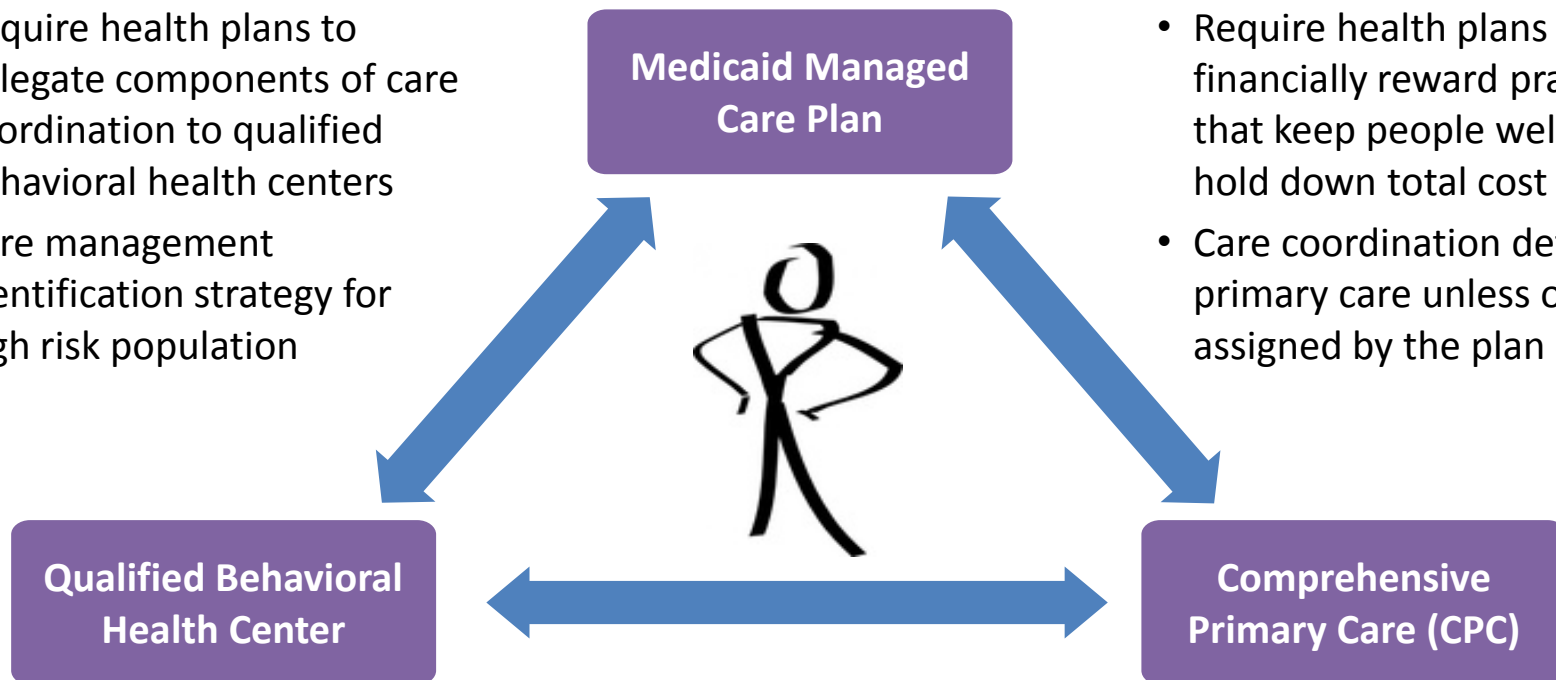 quire health plans to
legate components of care
ordination to qualified
havioral health centers
re management
entification strategy for
gh risk population
Medicaid Managed
Care Plan
• Require health plans
financially reward pra
that keep people wel
hold down total cost
• Care coordination de
primary care unless o
assigned by the plan
Qualified Behavioral
Health Center
Comprehensive
Primary Care (CPC)